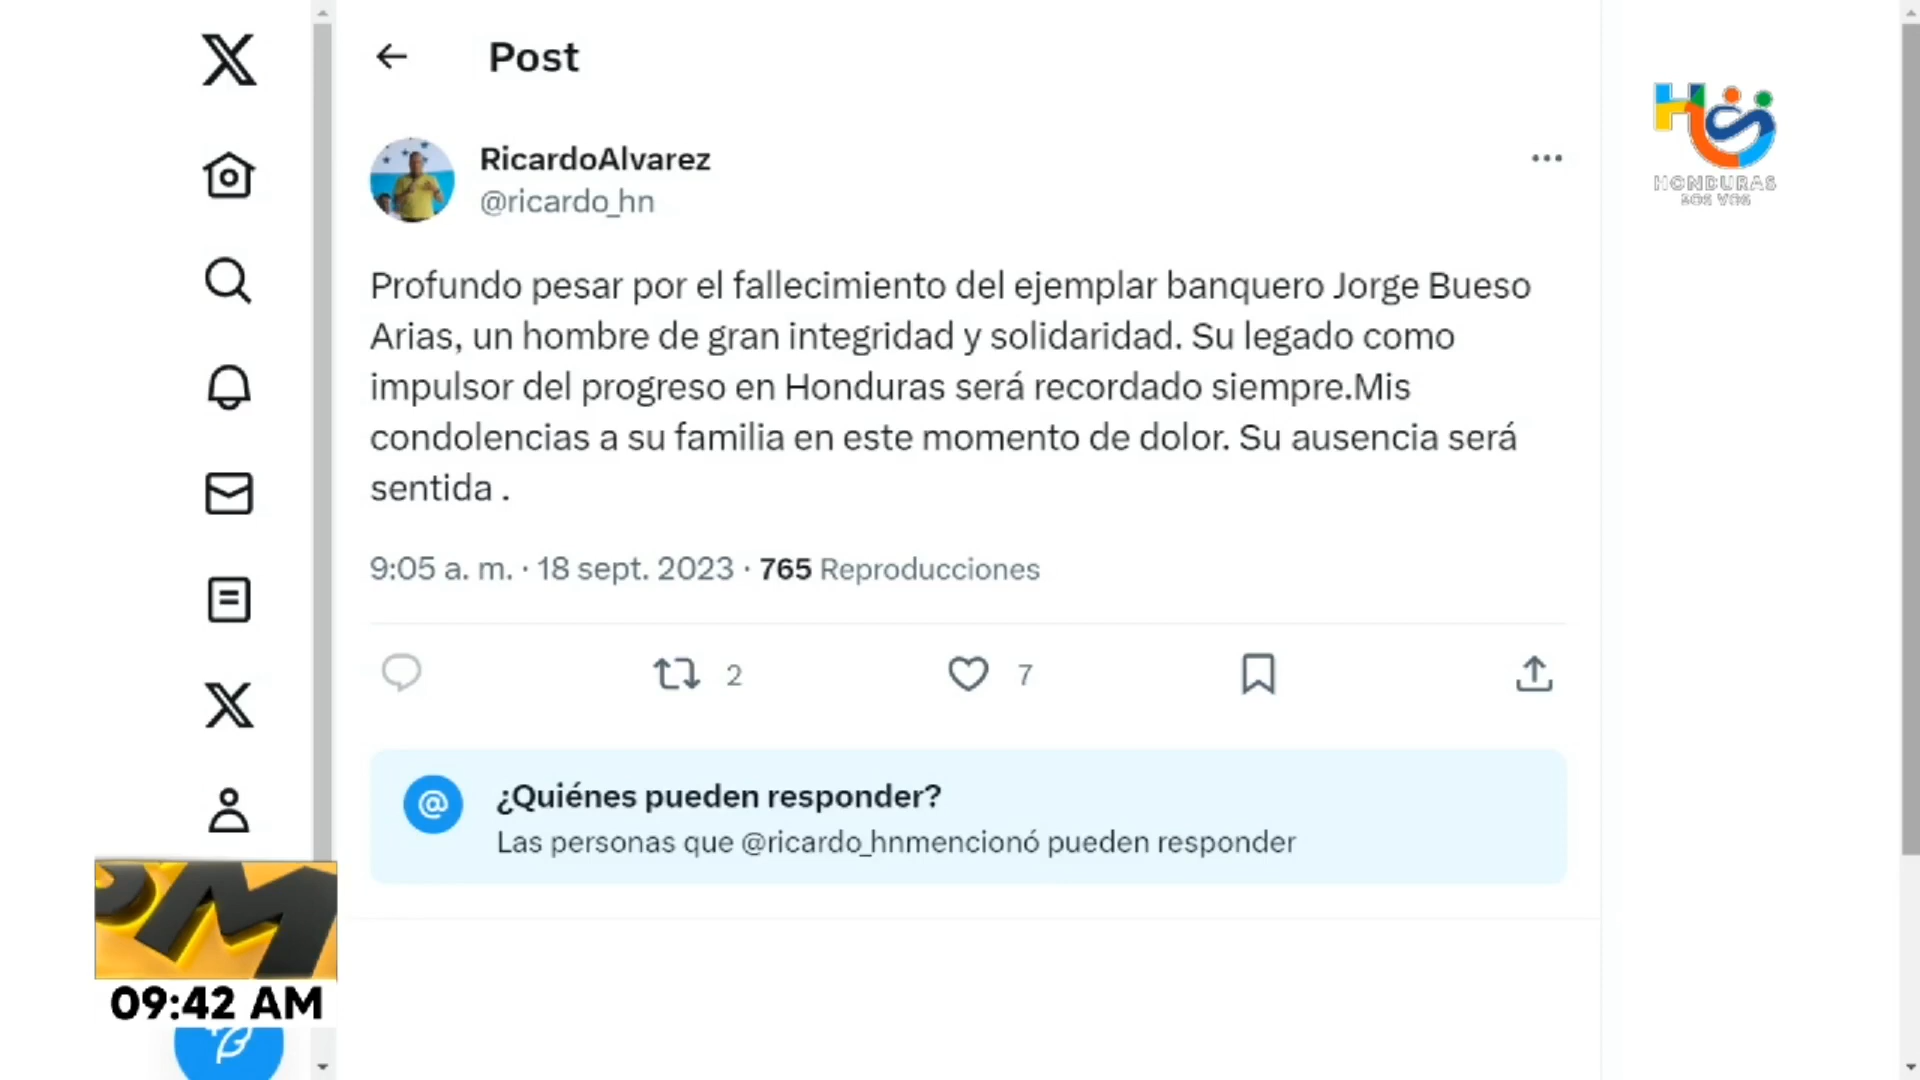 Post
RicardoAlvarez
@ricardo_hn
HONDURAS
SOS VOS
Profundo pesar por el fallecimiento del ejemplar banquero Jorge Bueso
Arias, un hombre de gran integridad y solidaridad. Su legado como
impulsor del progreso en Honduras será recordado siempre.Mis
condolencias a su familia en este momento de dolor. Su ausencia será
sentida .
9:05 a. m. · 18 sept. 2023 · 765 Reproducciones
2 7
¿Quiénes pueden responder?
Las personas que @ricardo_hnmencionó pueden responder
09:42 AM